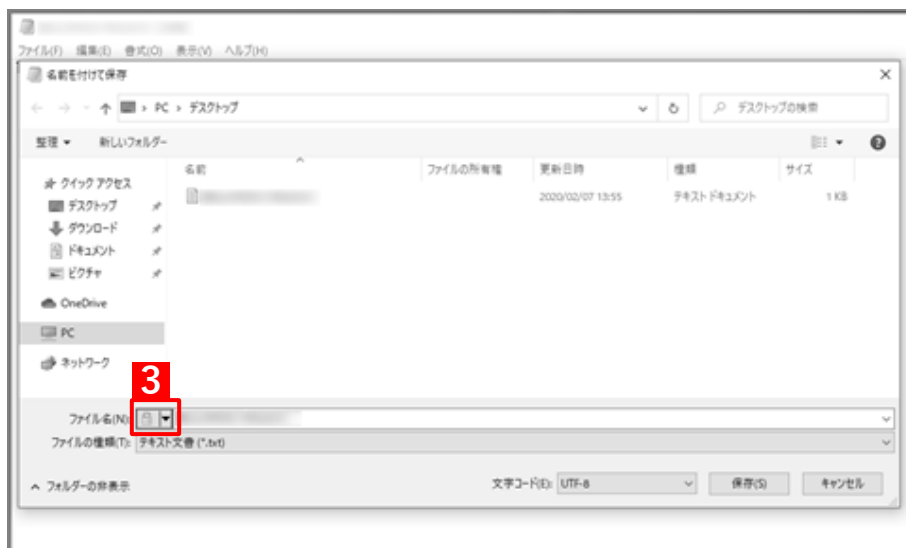 ファイル(F) 編集(E) 書式(O) 表示(V) ヘルプ(H)
名前を付けて保存
PC › デスクトップ
デスクトップの検索
整理 新しいフォルダー
名前 ファイルの所有権 更新日時 種類 サイズ
2020/02/07 13:55 テキスト ドキュメント 1 KB
クイック アクセス
デスクトップ
ダウンロード
ドキュメント
ピクチャ
OneDrive
PC
ネットワーク
3
ファイル名(N):
ファイルの種類(T): テキスト文書 (*.txt)
フォルダーの非表示 文字コード(E): UTF-8 保存(S) キャンセル